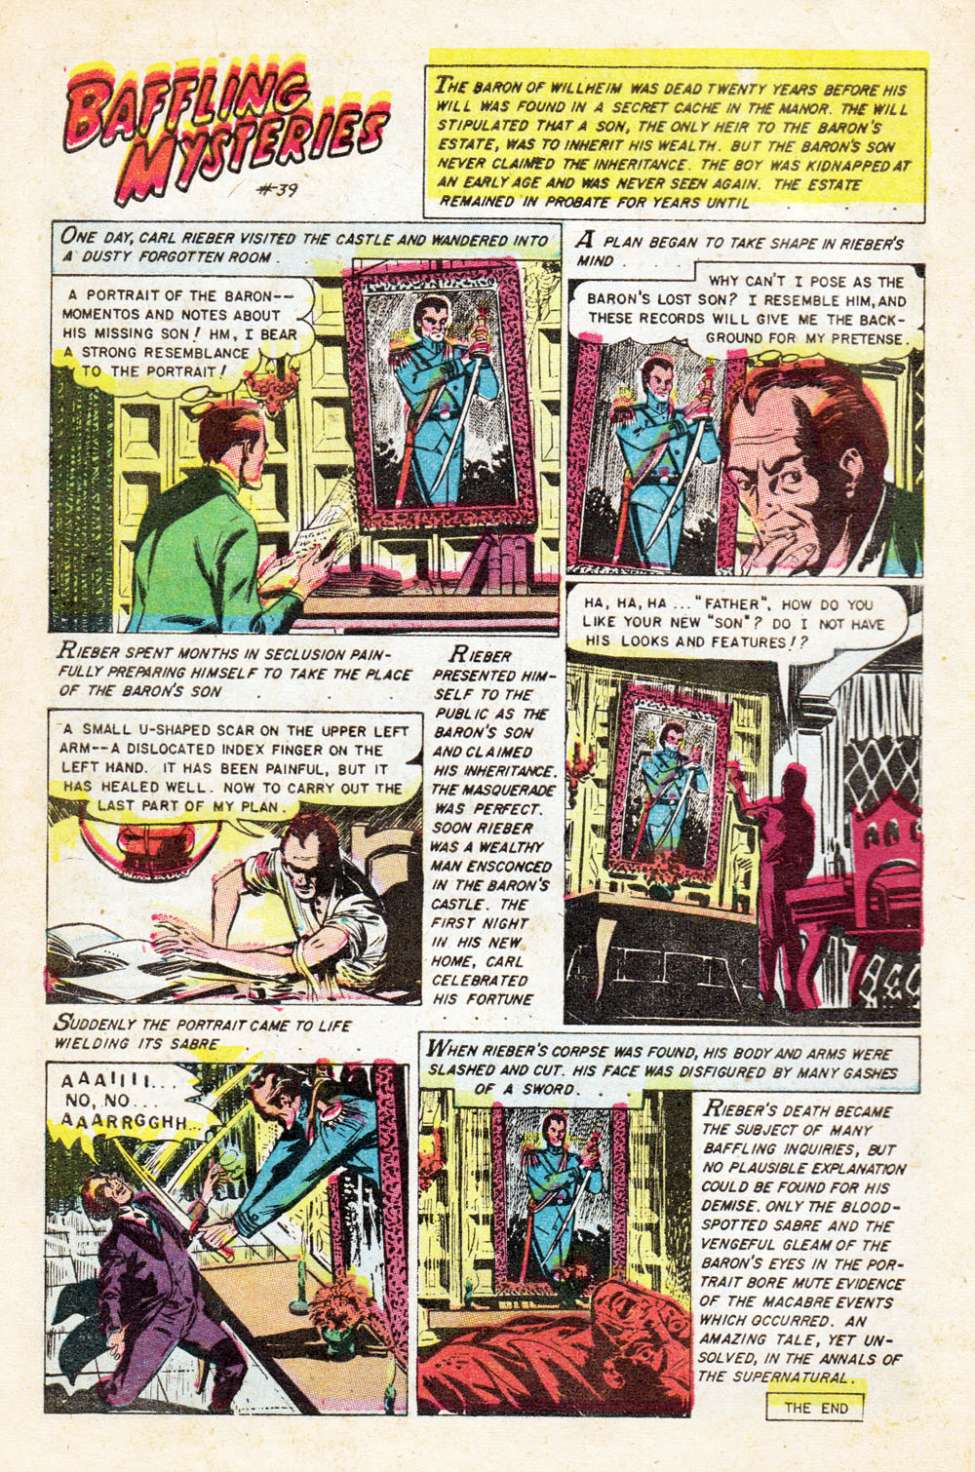 BAFFLING
MYSTERIES
#39
THE BARON OF WILLHEIM WAS DEAD TWENTY YEARS BEFORE HIS
WILL WAS FOUND IN A SECRET CACHE IN THE MANOR. THE WILL
STIPULATED THAT A SON, THE ONLY HEIR TO THE BARON'S
ESTATE, WAS TO INHERIT HIS WEALTH. BUT THE BARON'S SON
NEVER CLAIMED THE INHERITANCE. THE BOY WAS KIDNAPPED AT
AN EARLY AGE AND WAS NEVER SEEN AGAIN. THE ESTATE
REMAINED IN PROBATE FOR YEARS UNTIL . .
ONE DAY, CARL RIEBER VISITED THE CASTLE AND WANDERED INTO
A DUSTY FORGOTTEN ROOM .
A PORTRAIT OF THE BARON--
MOMENTOS AND NOTES ABOUT
HIS MISSING SON! HM, I BEAR
A STRONG RESEMBLANCE
TO THE PORTRAIT!
A PLAN BEGAN TO TAKE SHAPE IN RIEBER'S
MIND . . . .
WHY CAN'T I POSE AS THE
BARON'S LOST SON? I RESEMBLE HIM, AND
THESE RECORDS WILL GIVE ME THE BACK-
GROUND FOR MY PRETENSE.
RIEBER SPENT MONTHS IN SECLUSION PAIN-
FULLY PREPARING HIMSELF TO TAKE THE PLACE
OF THE BARON'S SON . . .
A SMALL U-SHAPED SCAR ON THE UPPER LEFT
ARM--A DISLOCATED INDEX FINGER ON THE
LEFT HAND. IT HAS BEEN PAINFUL, BUT IT
HAS HEALED WELL. NOW TO CARRY OUT THE
LAST PART OF MY PLAN.
RIEBER
PRESENTED HIM-
SELF TO THE
PUBLIC AS THE
BARON'S SON
AND CLAIMED
HIS INHERITANCE.
THE MASQUERADE
WAS PERFECT.
SOON RIEBER
WAS A WEALTHY
MAN ENSCONCED
IN THE BARON'S
CASTLE. THE
FIRST NIGHT
IN HIS NEW
HOME, CARL
CELEBRATED
HIS FORTUNE
. . . .
HA, HA, HA ... "FATHER", HOW DO YOU
LIKE YOUR NEW "SON"? DO I NOT HAVE
HIS LOOKS AND FEATURES!?
SUDDENLY THE PORTRAIT CAME TO LIFE
WIELDING ITS SABRE . . .
AAAIIII...
NO, NO...
AAARRGGHH...
WHEN RIEBER'S CORPSE WAS FOUND, HIS BODY AND ARMS WERE
SLASHED AND CUT. HIS FACE WAS DISFIGURED BY MANY GASHES
OF A SWORD. . . .
RIEBER'S DEATH BECAME
THE SUBJECT OF MANY
BAFFLING INQUIRIES, BUT
NO PLAUSIBLE EXPLANATION
COULD BE FOUND FOR HIS
DEMISE. ONLY THE BLOOD-
SPOTTED SABRE AND THE
VENGEFUL GLEAM OF THE
BARON'S EYES IN THE POR-
TRAIT BORE MUTE EVIDENCE
OF THE MACABRE EVENTS
WHICH OCCURRED. AN
AMAZING TALE, YET UN-
SOLVED, IN THE ANNALS OF
THE SUPERNATURAL.
THE END